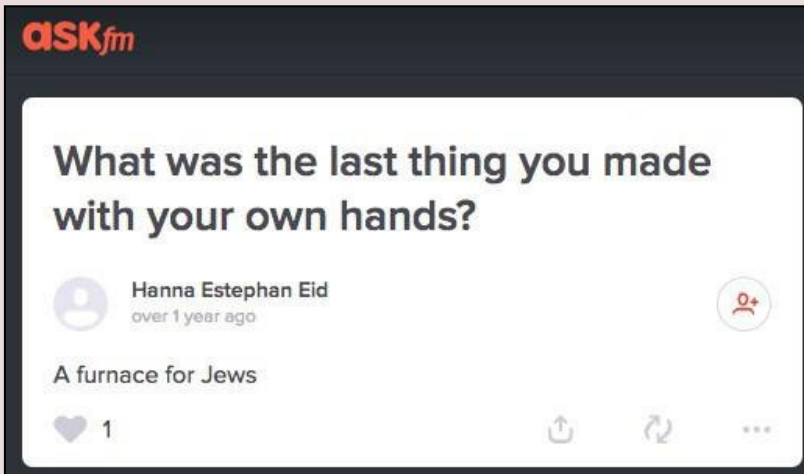 ASKfm
What was the last thing you made
with your own hands?
Hanna Estephan Eid
over 1 year ago
A furnace for Jews
1